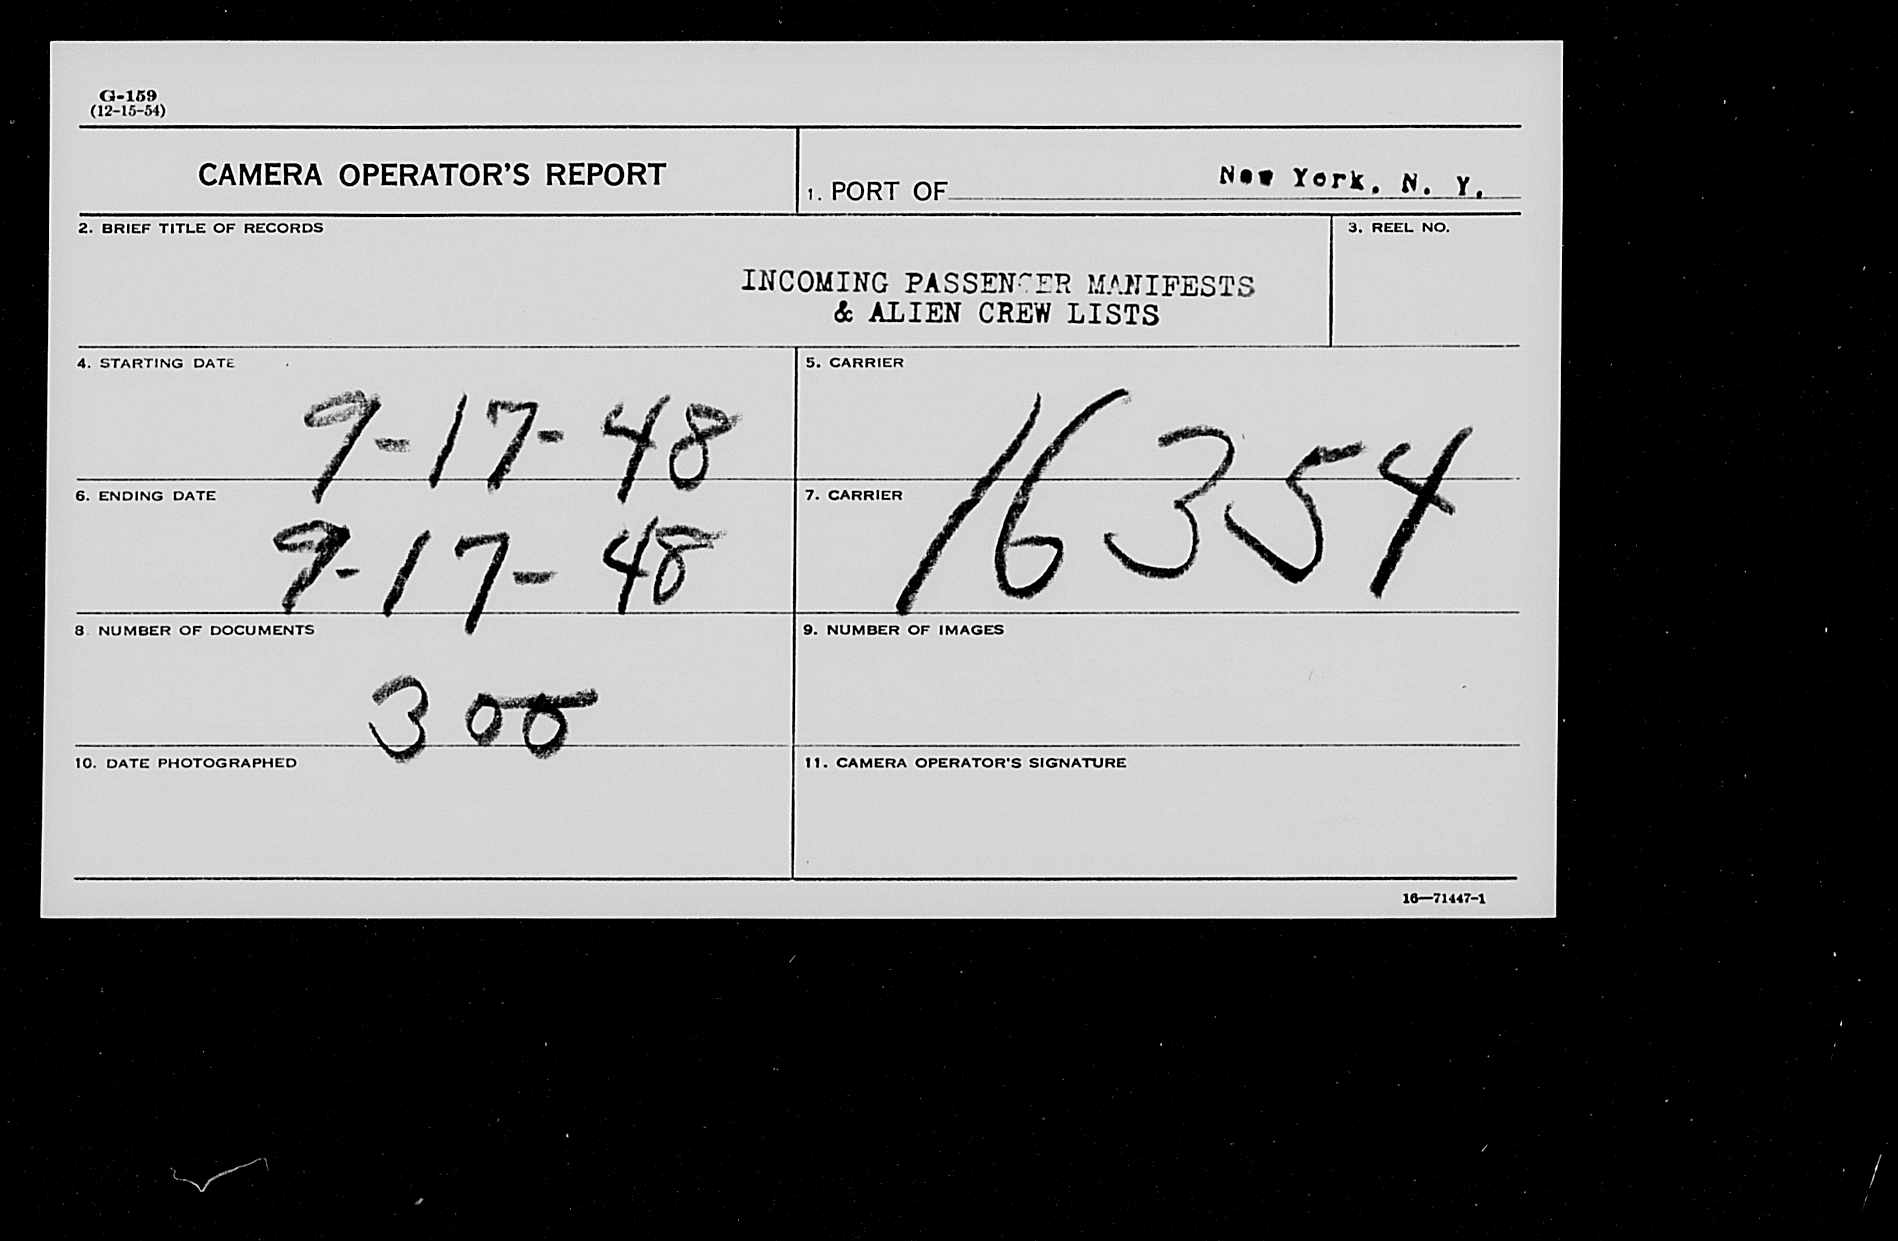 G-159
(12-15-54)
CAMERA OPERATOR'S REPORT
1. PORT OF New York, N. Y.
2. BRIEF TITLE OF RECORDS
3. REEL NO.
INCOMING PASSENGER MANIFESTS
& ALIEN CREW LISTS
4. STARTING DATE
9-17-48
5. CARRIER
16354
6. ENDING DATE
9-17-48
7. CARRIER
8. NUMBER OF DOCUMENTS
300
9. NUMBER OF IMAGES
10. DATE PHOTOGRAPHED
11. CAMERA OPERATOR'S SIGNATURE
16—71447-1